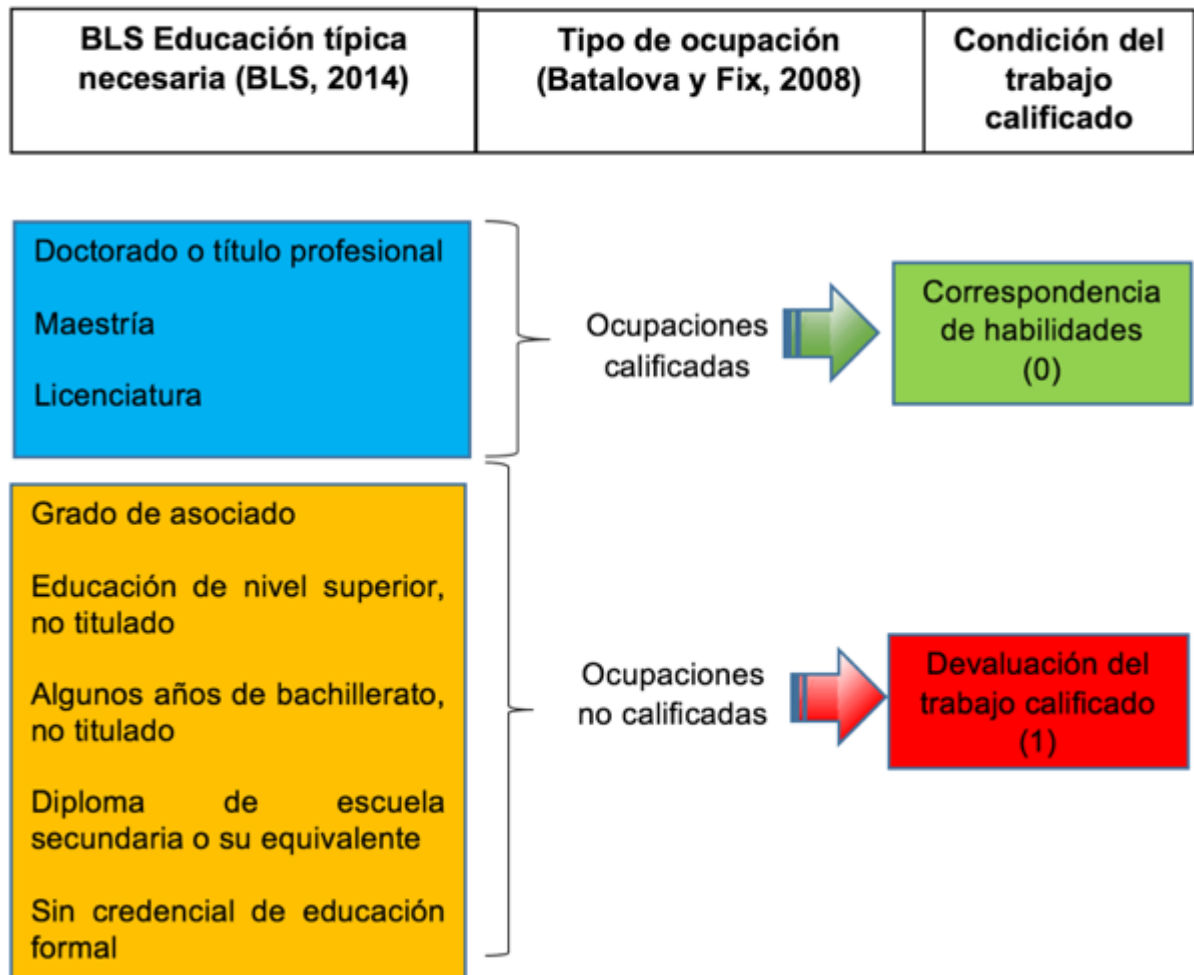 BLS Educación típica
necesaria (BLS, 2014)
Tipo de ocupación
(Batalova y Fix, 2008)
Condición del
trabajo
calificado
Doctorado o título profesional
Maestría
Licenciatura
Ocupaciones
calificadas
Correspondencia
de habilidades
(0)
Grado de asociado
Educación de nivel superior,
no titulado
Algunos años de bachillerato,
no titulado
Diploma de escuela
secundaria o su equivalente
Sin credencial de educación
formal
Ocupaciones
no calificadas
Devaluación del
trabajo calificado
(1)